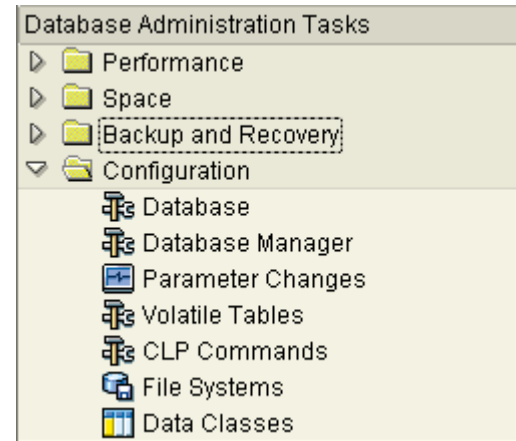 Database Administration Tasks
Performance
Space
Backup and Recovery
Configuration
Database
Database Manager
Parameter Changes
Volatile Tables
CLP Commands
File Systems
Data Classes